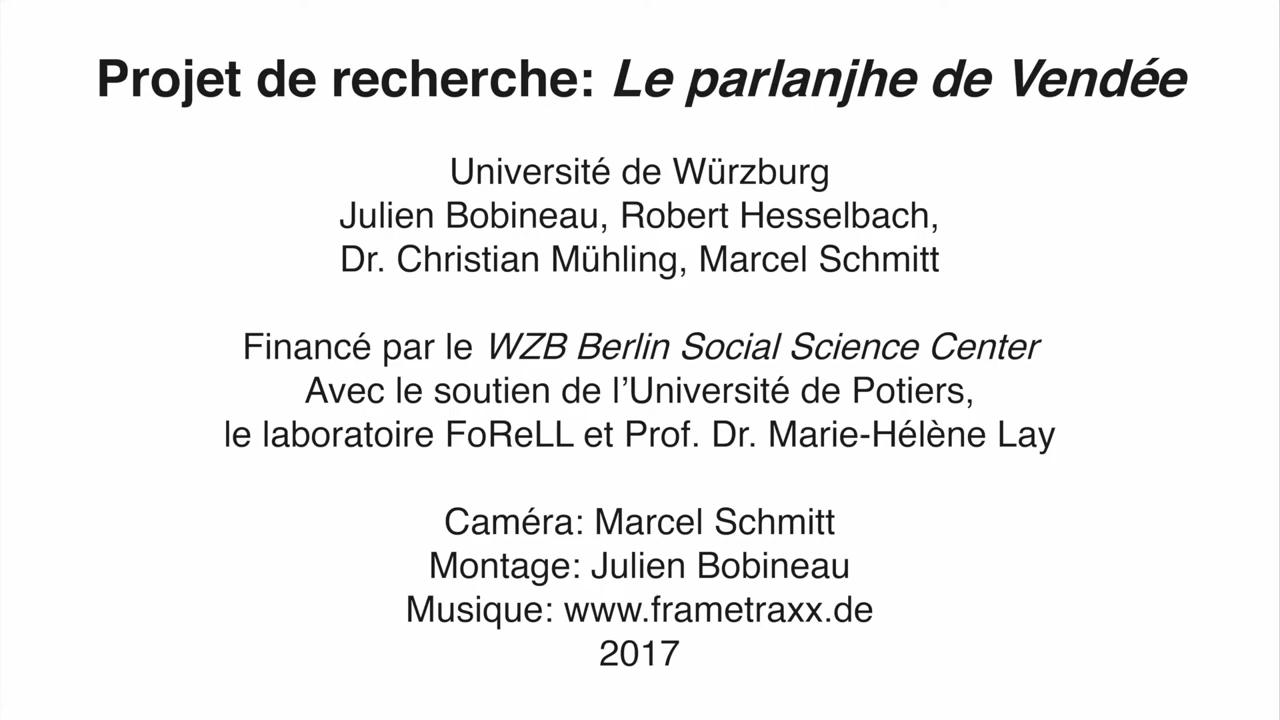 Projet de recherche: Le parlanjhe de Vendée
Université de Würzburg
Julien Bobineau, Robert Hesselbach,
Dr. Christian Mühling, Marcel Schmitt
Financé par le WZB Berlin Social Science Center
Avec le soutien de l’Université de Potiers,
le laboratoire FoReLL et Prof. Dr. Marie-Hélène Lay
Caméra: Marcel Schmitt
Montage: Julien Bobineau
Musique: www.frametraxx.de
2017